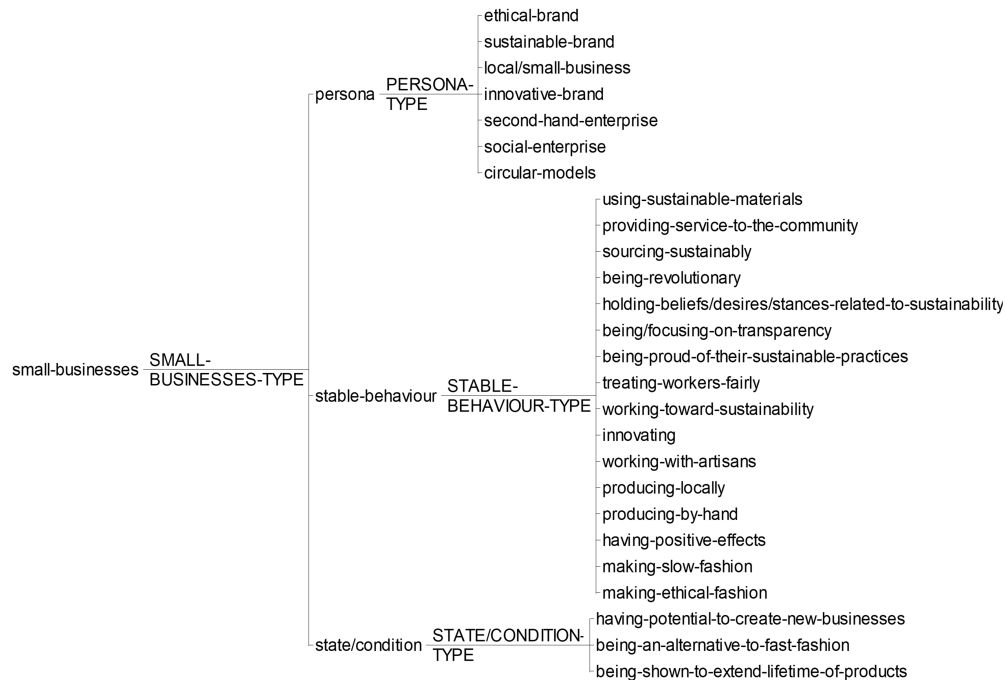 ethical-brand
sustainable-brand
local/small-business
persona PERSONA-TYPE innovative-brand
second-hand-enterprise
social-enterprise
circular-models
using-sustainable-materials
providing-service-to-the-community
sourcing-sustainably
being-revolutionary
holding-beliefs/desires/stances-related-to-sustainability
being/focusing-on-transparency
small-businesses SMALL-BUSINESSES-TYPE being-proud-of-their-sustainable-practices
treating-workers-fairly
stable-behaviour STABLE-BEHAVIOUR-TYPE working-toward-sustainability
innovating
working-with-artisans
producing-locally
producing-by-hand
having-positive-effects
making-slow-fashion
making-ethical-fashion
having-potential-to-create-new-businesses
state/condition STATE/CONDITION-TYPE being-an-alternative-to-fast-fashion
being-shown-to-extend-lifetime-of-products